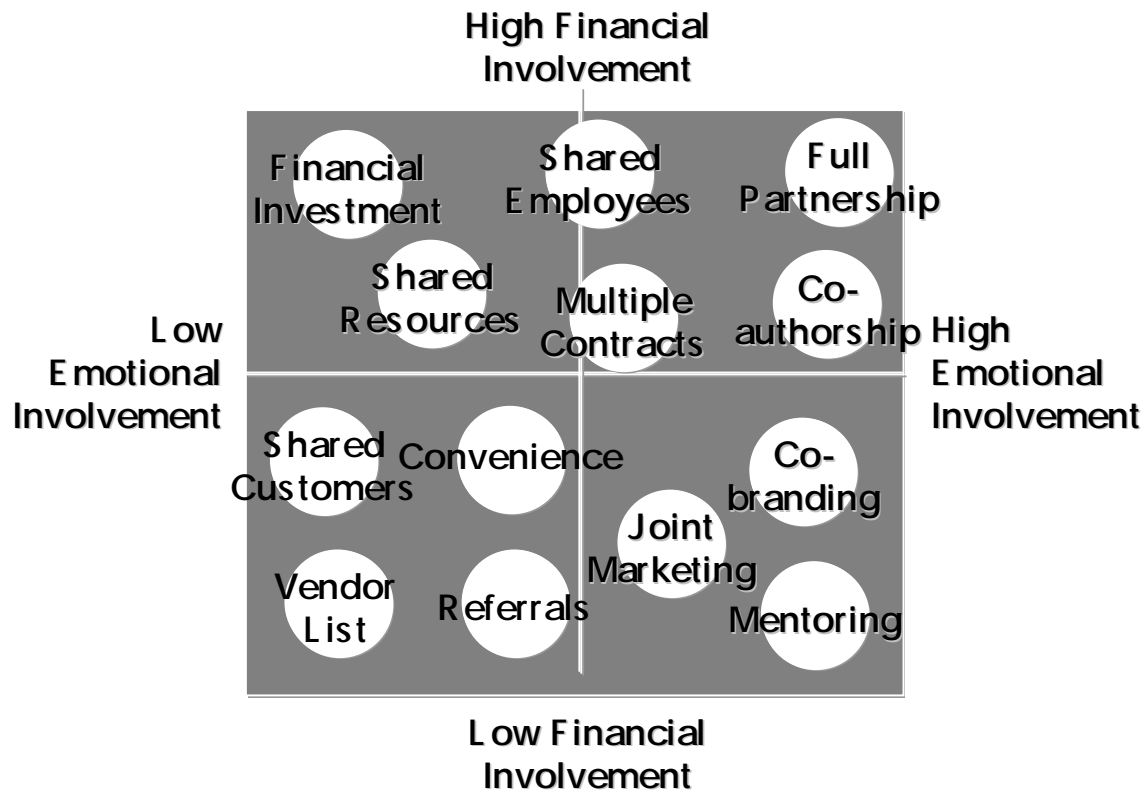 High Financial
Involvement
Financial
Investment
Shared
Employees
Full
Partnership
Shared
Resources
Multiple
Contracts
Co-
authorship
Low
Emotional
Involvement
High
Emotional
Involvement
Shared
Customers
Convenience
Co-
branding
Joint
Marketing
Vendor
List
Referrals
Mentoring
Low Financial
Involvement